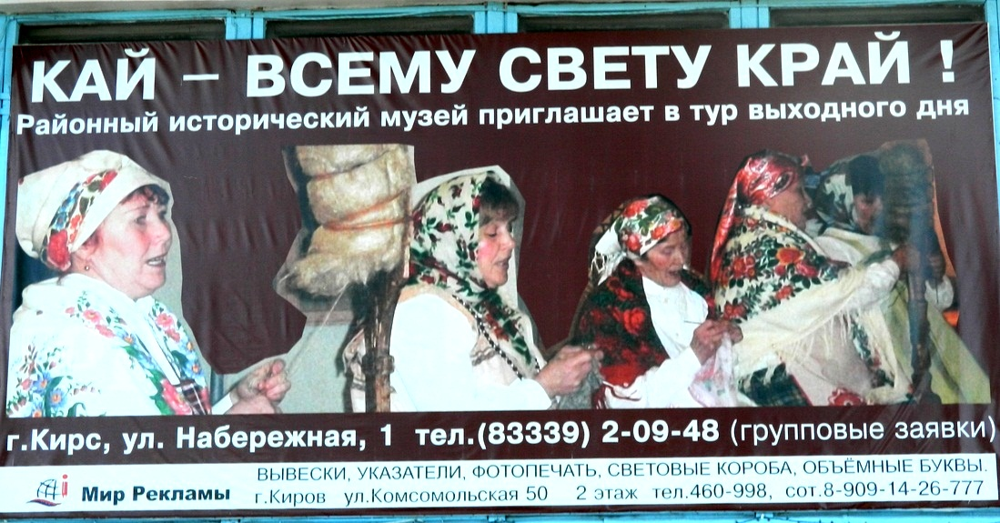 КАЙ – ВСЕМУ СВЕТУ КРАЙ !
Районный исторический музей приглашает в тур выходного дня
г.Кирс, ул. Набережная, 1 тел.(83339) 2-09-48 (групповые заявки)
ВЫВЕСКИ, УКАЗАТЕЛИ, ФОТОПЕЧАТЬ, СВЕТОВЫЕ КОРОБА, ОБЪЁМНЫЕ БУКВЫ.
Мир Рекламы г.Киров ул.Комсомольская 50 2 этаж тел.460-998, сот.8-909-14-26-777